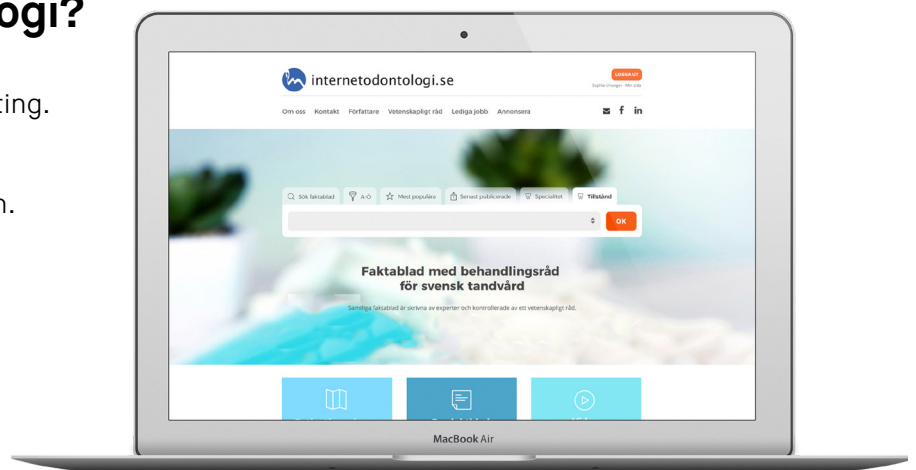 ogi?
ting.
n.
internetodontologi.se
LOGGA UT
Om oss Kontakt Författare Vetenskapligt råd Lediga jobb Annonsera
f in
Sök faktablad A-Ö Mest populära Senast publicerade Specialitet Tillstånd
OK
Faktablad med behandlingsråd
för svensk tandvård
Samtliga faktablad är skrivna av experter och kontrollerade av ett vetenskapligt råd.
MacBook Air